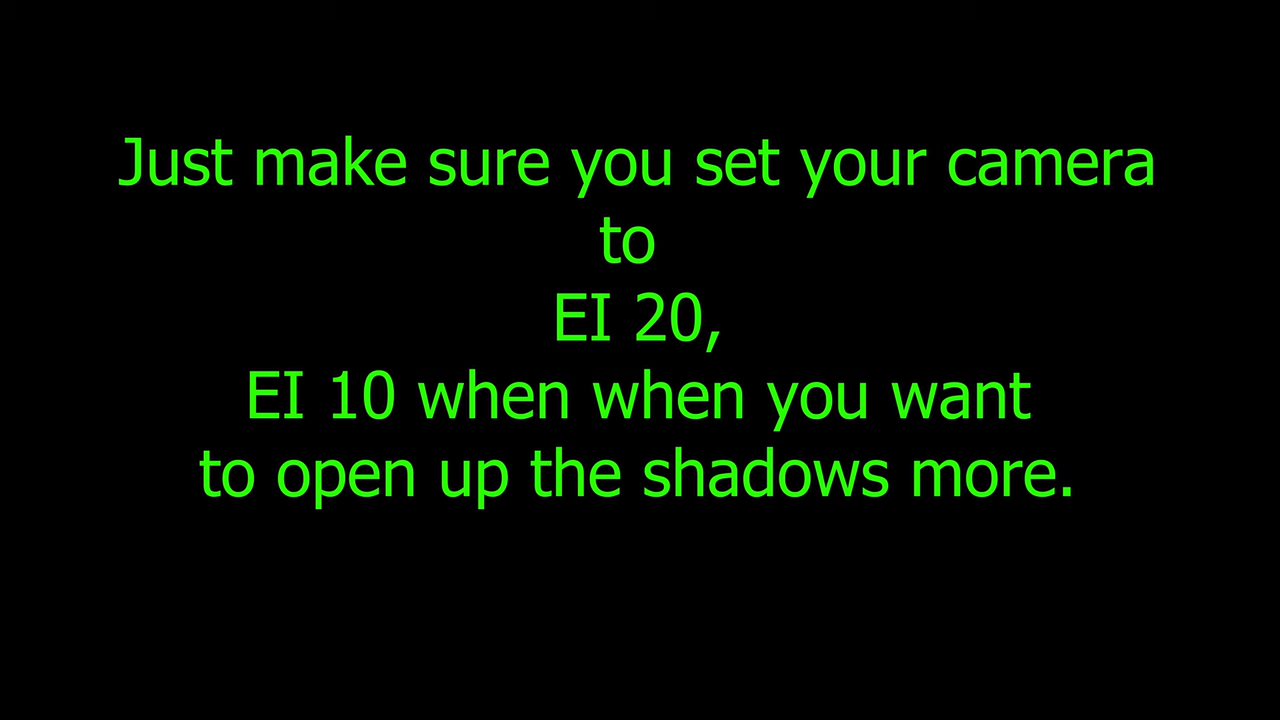 Just make sure you set your camera
to
EI 20,
EI 10 when when you want
to open up the shadows more.